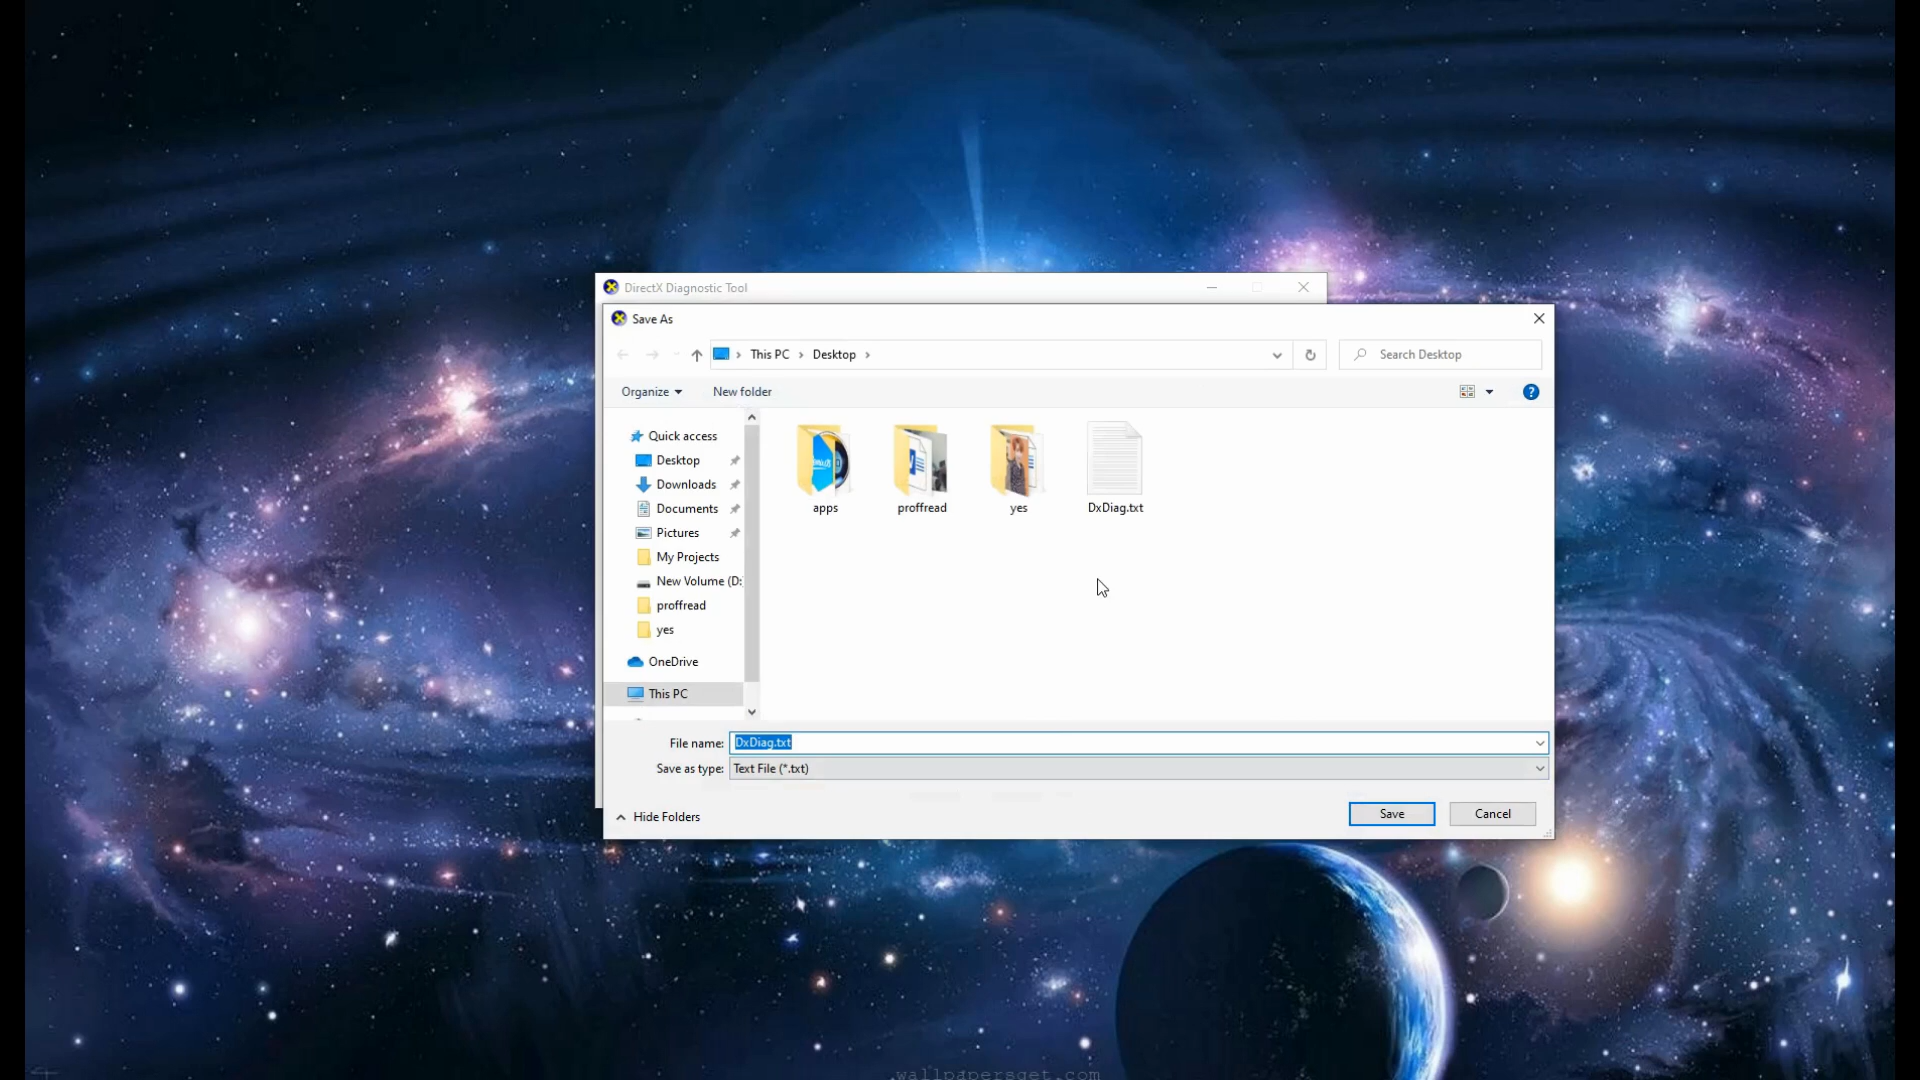 DirectX Diagnostic Tool
Save As
This PC
Desktop
Search Desktop
Organize
New folder
Quick access
Desktop
Downloads
Documents
Pictures
My Projects
New Volume (D:
proffread
yes
OneDrive
This PC
apps
proffread
yes
DxDiag.txt
File name:
DxDiag.txt
Save as type:
Text File (*.txt)
Hide Folders
Save
Cancel
wallpapersget.com